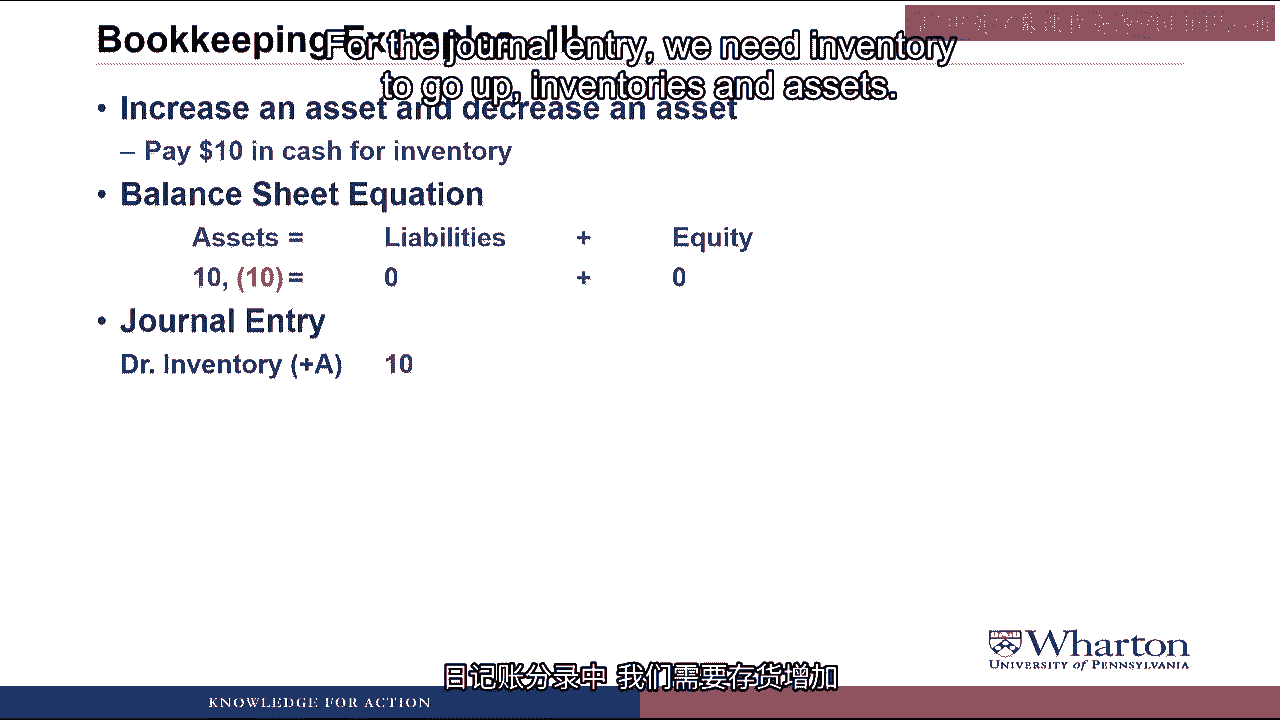 Bookkeeping Examples III
For the journal entry, we need inventory
to go up, inventories and assets.
• Increase an asset and decrease an asset
– Pay $10 in cash for inventory
• Balance Sheet Equation
Assets = Liabilities + Equity
10, (10) = 0 + 0
• Journal Entry
Dr. Inventory (+A) 10
Wharton
UNIVERSITY of PENNSYLVANIA
日记账分录中 我们需要存货增加
KNOWLEDGE FOR ACTION